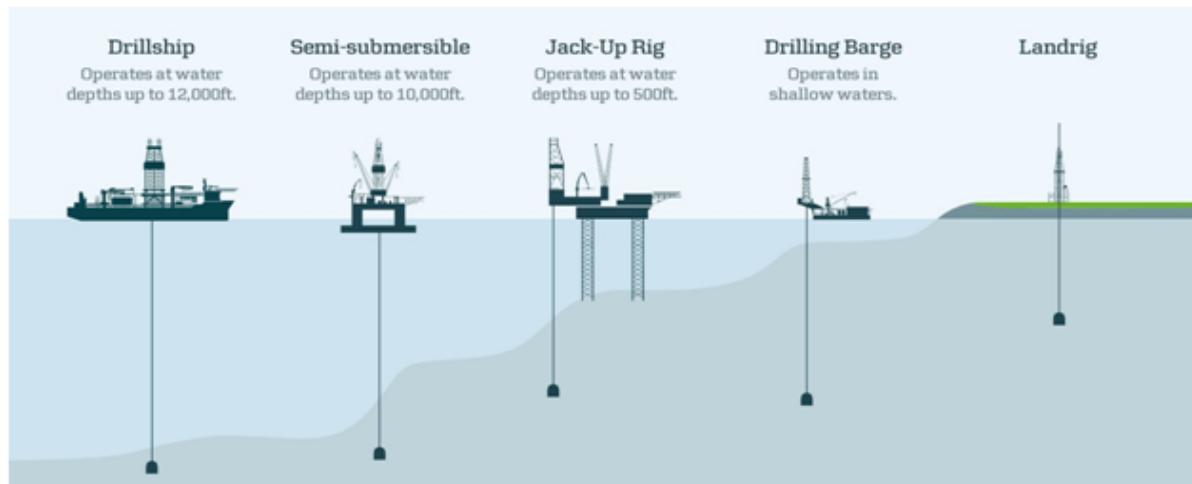 Drillship
Operates at water
depths up to 12,000ft.
Semi-submersible
Operates at water
depths up to 10,000ft.
Jack-Up Rig
Operates at water
depths up to 500ft.
Drilling Barge
Operates in
shallow waters.
Landrig